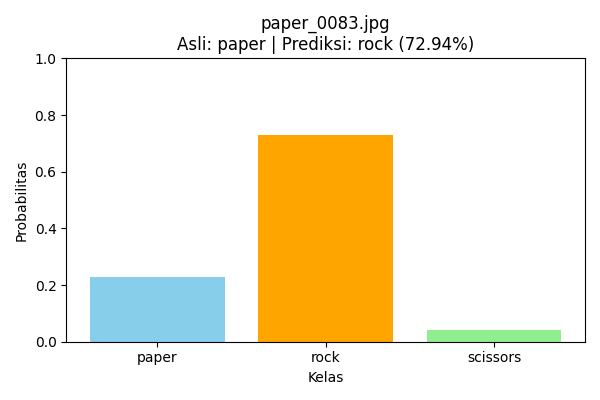 paper_0083.jpg
Asli: paper | Prediksi: rock (72.94%)
1.0
0.8
0.6
0.4
0.2
0.0
Probabilitas
paper
rock
scissors
Kelas